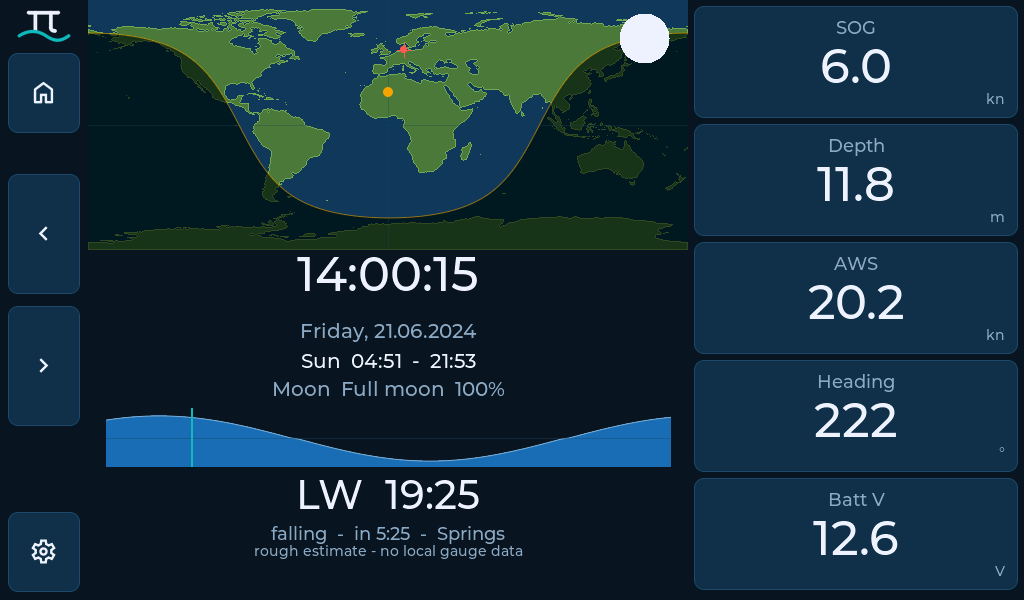 14:00:15
Friday, 21.06.2024
Sun 04:51 - 21:53
Moon Full moon 100%
LW 19:25
falling - in 5:25 - Springs
rough estimate - no local gauge data
SOG
6.0
kn
Depth
11.8
m
AWS
20.2
kn
Heading
222
°
Batt V
12.6
V